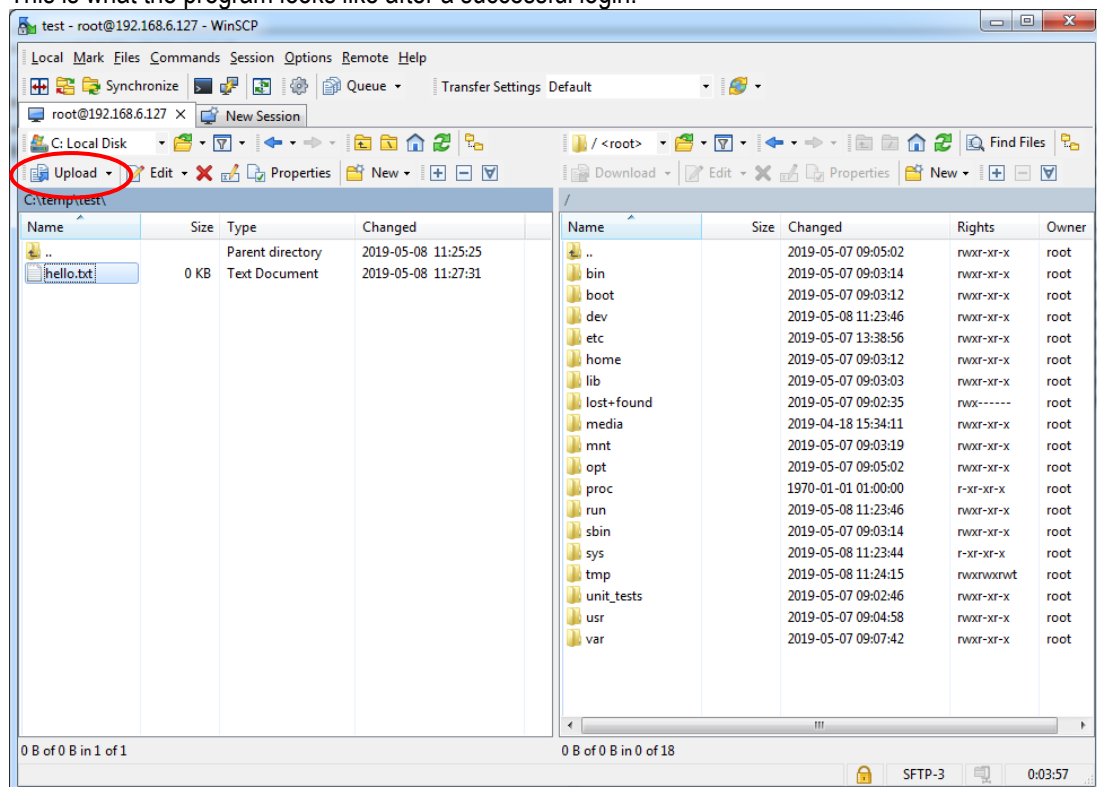 This is what the program looks like after a successful login.
test - root@192.168.6.127 - WinSCP
Local Mark Files Commands Session Options Remote Help
Synchronize Queue Transfer Settings Default
root@192.168.6.127 New Session
C: Local Disk / <root> Find Files
Upload Edit Properties New Download Edit Properties New
C:\temp\test\ /
Name Size Type Changed Name Size Changed Rights Owner
.. Parent directory 2019-05-08 11:25:25 .. 2019-05-07 09:05:02 rwxr-xr-x root
hello.txt 0 KB Text Document 2019-05-08 11:27:31 bin 2019-05-07 09:03:14 rwxr-xr-x root
boot 2019-05-07 09:03:12 rwxr-xr-x root
dev 2019-05-08 11:23:46 rwxr-xr-x root
etc 2019-05-07 13:38:56 rwxr-xr-x root
home 2019-05-07 09:03:12 rwxr-xr-x root
lib 2019-05-07 09:03:03 rwxr-xr-x root
lost+found 2019-05-07 09:02:35 rwx------ root
media 2019-04-18 15:34:11 rwxr-xr-x root
mnt 2019-05-07 09:03:19 rwxr-xr-x root
opt 2019-05-07 09:05:02 rwxr-xr-x root
proc 1970-01-01 01:00:00 r-xr-xr-x root
run 2019-05-08 11:23:46 rwxr-xr-x root
sbin 2019-05-07 09:03:14 rwxr-xr-x root
sys 2019-05-08 11:23:44 r-xr-xr-x root
tmp 2019-05-08 11:24:15 rwxrwxrwt root
unit_tests 2019-05-07 09:02:46 rwxr-xr-x root
usr 2019-05-07 09:04:58 rwxr-xr-x root
var 2019-05-07 09:07:42 rwxr-xr-x root
0 B of 0 B in 1 of 1 0 B of 0 B in 0 of 18
SFTP-3 0:03:57